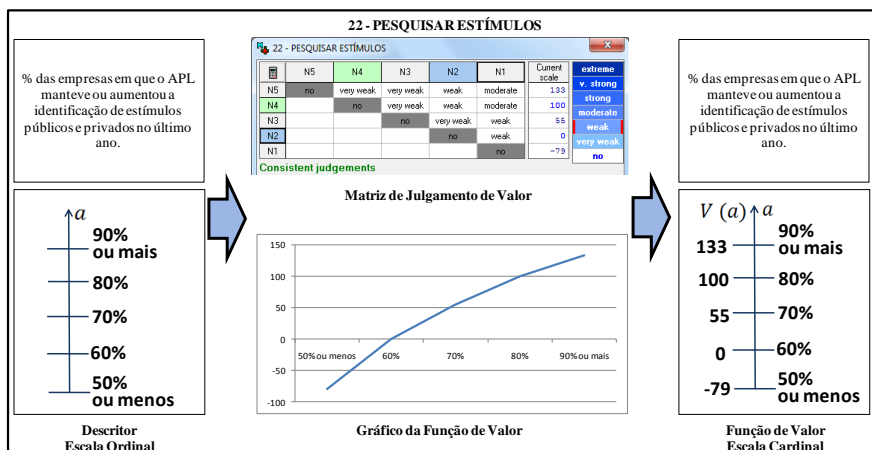 22 - PESQUISAR ESTÍMULOS
% das empresas em que o APL
manteve ou aumentou a
identificação de estímulos
públicos e privados no último
ano.
22 - PESQUISAR ESTÍMULOS
N5 N4 N3 N2 N1 Current scale
N5 no very weak very weak weak moderate 133
N4 no very weak weak moderate 100
N3 no very weak weak 55
N2 no weak 0
N1 no -79
extreme
v. strong
strong
moderate
weak
very weak
no
Consistent judgements
Matriz de Julgamento de Valor
% das empresas em que o APL
manteve ou aumentou a
identificação de estímulos
públicos e privados no último
ano.
a
90%
ou mais
80%
70%
60%
50%
ou menos
Descritor
Escala Ordinal
150
100
50
0
-50
-100
50% ou menos 60% 70% 80% 90% ou mais
Gráfico da Função de Valor
V (a) a
133 90%
ou mais
100 80%
55 70%
0 60%
-79 50%
ou menos
Função de Valor
Escala Cardinal